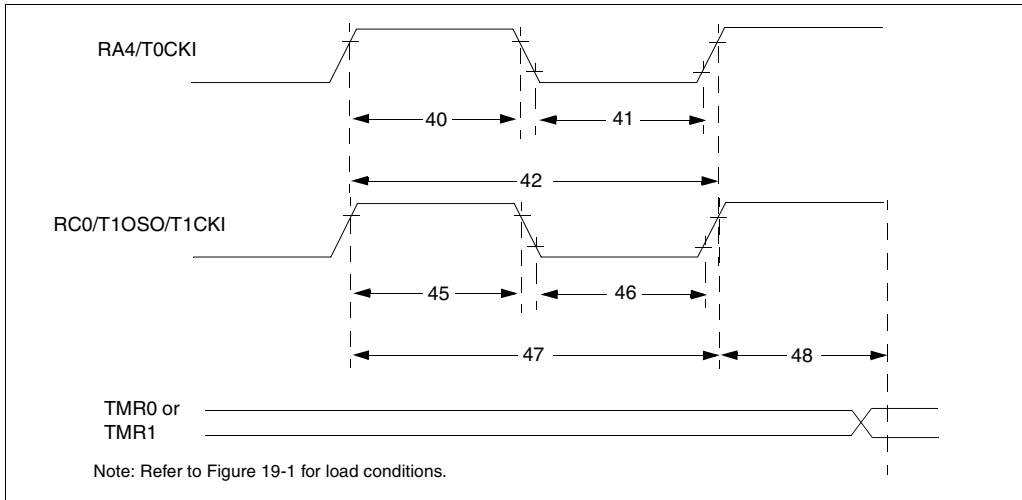 RA4/T0CKI
40
41
42
RC0/T1OSO/T1CKI
45
46
47
48
TMR0 or
TMR1
Note: Refer to Figure 19-1 for load conditions.